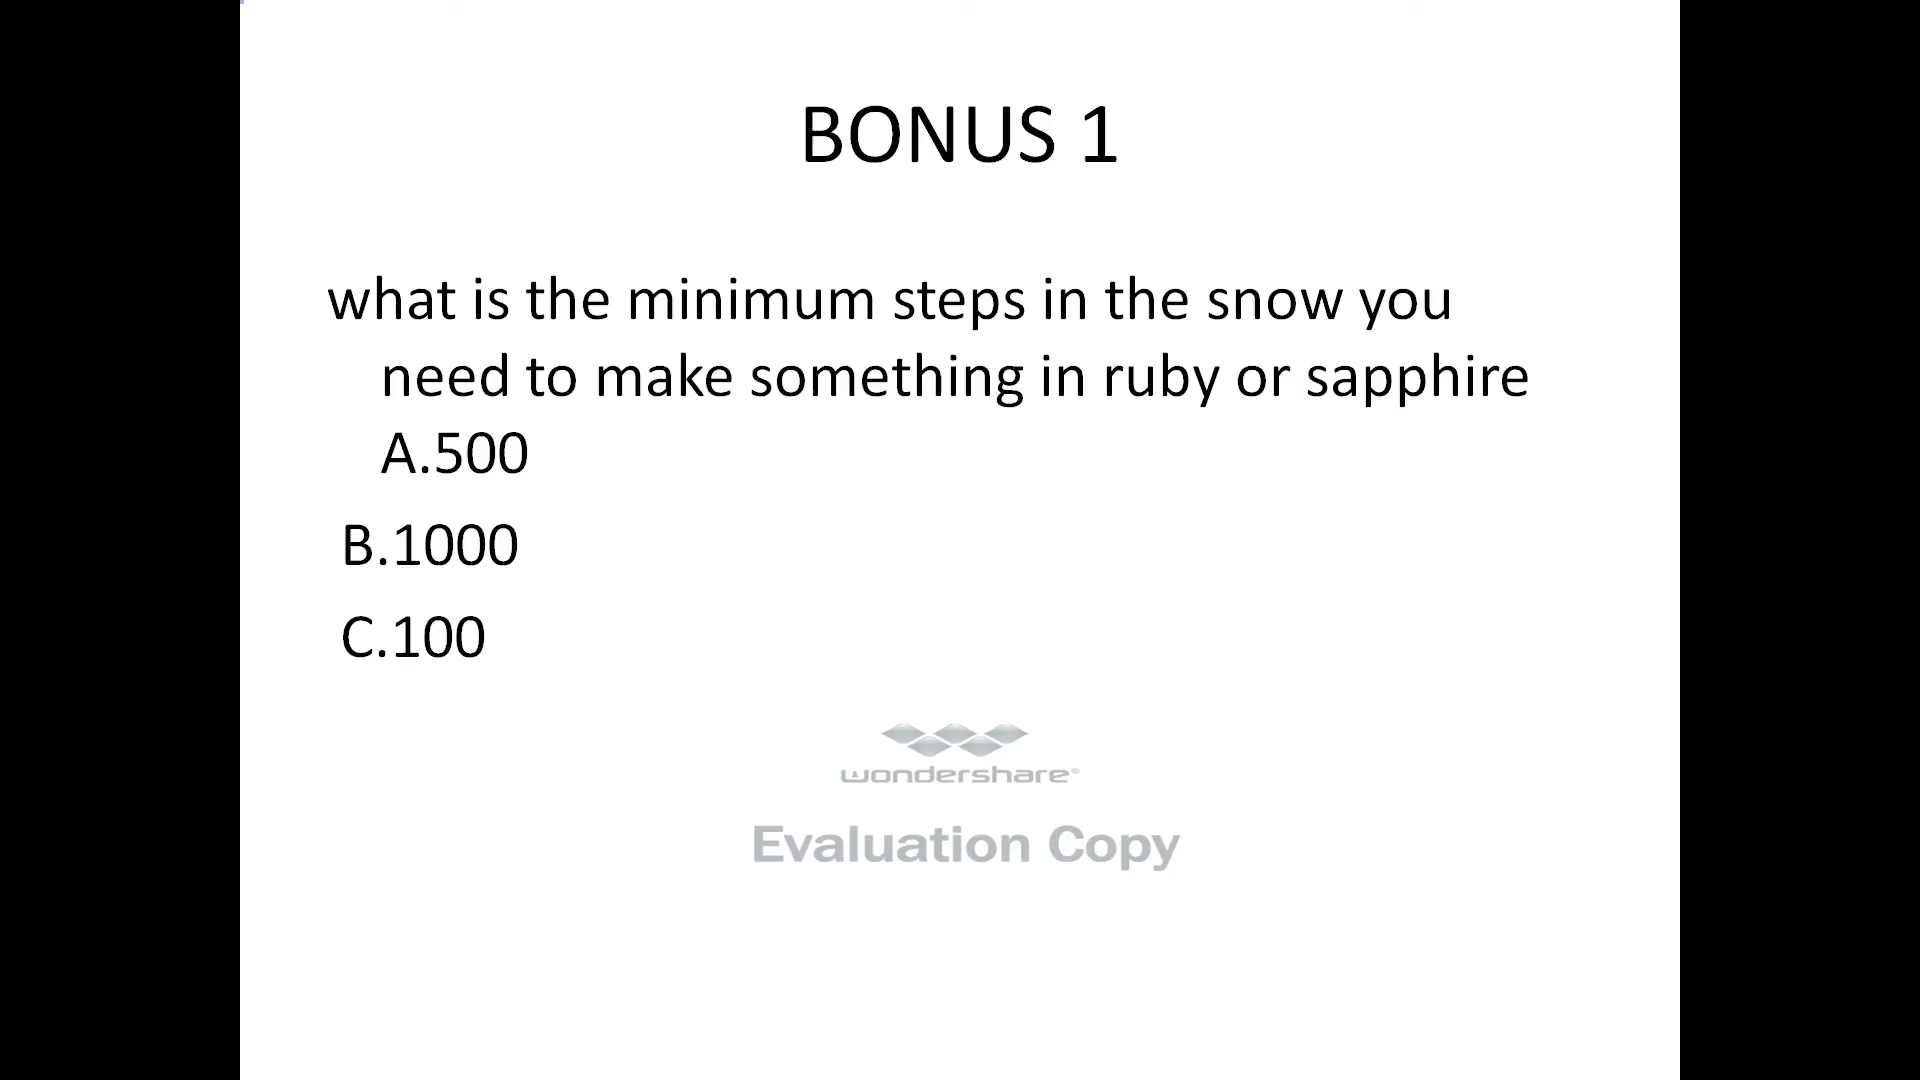 BONUS 1
what is the minimum steps in the snow you
need to make something in ruby or sapphire
A.500
B.1000
C.100
wondershare®
Evaluation Copy